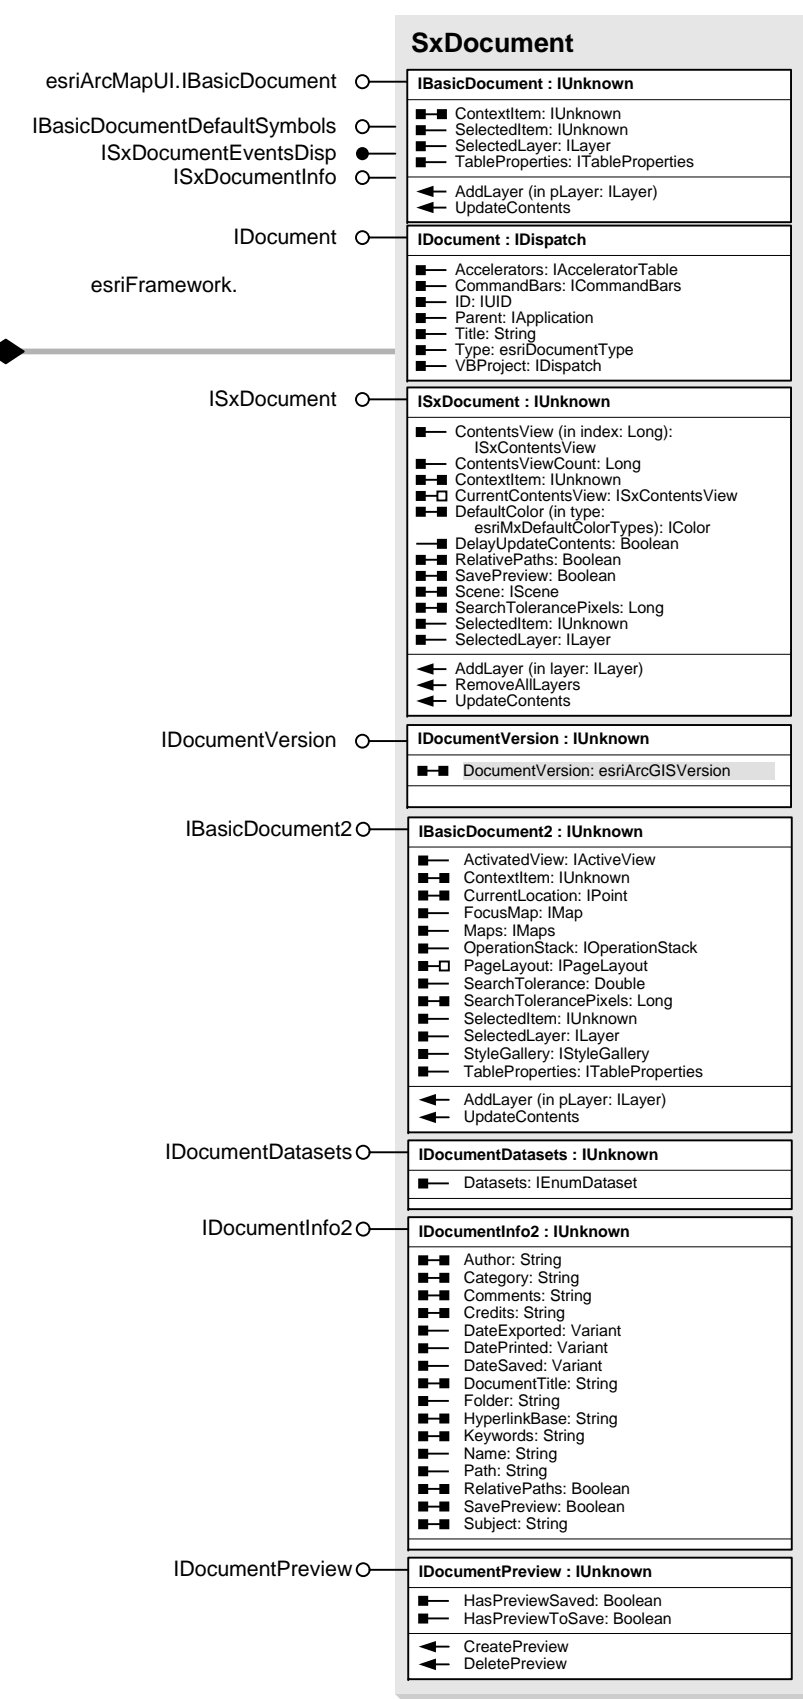 SxDocument
esriArcMapUI.IBasicDocument
IBasicDocument : IUnknown
ContextItem: IUnknown
SelectedItem: IUnknown
SelectedLayer: ILayer
TableProperties: ITableProperties
AddLayer (in pLayer: ILayer)
UpdateContents
IBasicDocumentDefaultSymbols
ISxDocumentEventsDisp
ISxDocumentInfo
IDocument
IDocument : IDispatch
Accelerators: IAcceleratorTable
CommandBars: ICommandBars
ID: IUID
Parent: IApplication
Title: String
Type: esriDocumentType
VBProject: IDispatch
esriFramework.
ISxDocument
ISxDocument : IUnknown
ContentsView (in index: Long):
ISxContentsView
ContentsViewCount: Long
ContextItem: IUnknown
CurrentContentsView: ISxContentsView
DefaultColor (in type:
esriMxDefaultColorTypes): IColor
DelayUpdateContents: Boolean
RelativePaths: Boolean
SavePreview: Boolean
Scene: IScene
SearchTolerancePixels: Long
SelectedItem: IUnknown
SelectedLayer: ILayer
AddLayer (in layer: ILayer)
RemoveAllLayers
UpdateContents
IDocumentVersion
IDocumentVersion : IUnknown
DocumentVersion: esriArcGISVersion
IBasicDocument2
IBasicDocument2 : IUnknown
ActivatedView: IActiveView
ContextItem: IUnknown
CurrentLocation: IPoint
FocusMap: IMap
Maps: IMaps
OperationStack: IOperationStack
PageLayout: IPageLayout
SearchTolerance: Double
SearchTolerancePixels: Long
SelectedItem: IUnknown
SelectedLayer: ILayer
StyleGallery: IStyleGallery
TableProperties: ITableProperties
AddLayer (in pLayer: ILayer)
UpdateContents
IDocumentDatasets
IDocumentDatasets : IUnknown
Datasets: IEnumDataset
IDocumentInfo2
IDocumentInfo2 : IUnknown
Author: String
Category: String
Comments: String
Credits: String
DateExported: Variant
DatePrinted: Variant
DateSaved: Variant
DocumentTitle: String
Folder: String
HyperlinkBase: String
Keywords: String
Name: String
Path: String
RelativePaths: Boolean
SavePreview: Boolean
Subject: String
IDocumentPreview
IDocumentPreview : IUnknown
HasPreviewSaved: Boolean
HasPreviewToSave: Boolean
CreatePreview
DeletePreview